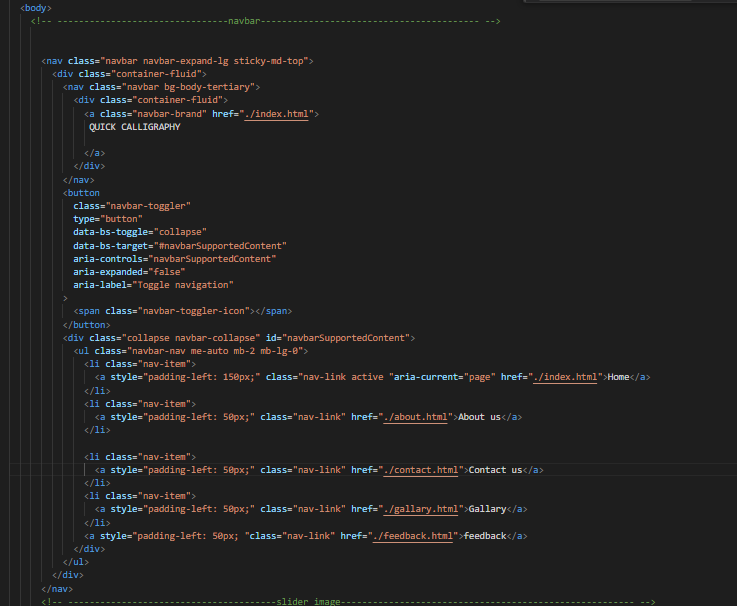 <body>
<!-- --------------------------------navbar----------------------------------------- -->
<nav class="navbar navbar-expand-lg sticky-md-top">
<div class="container-fluid">
<nav class="navbar bg-body-tertiary">
<div class="container-fluid">
<a class="navbar-brand" href="./index.html">
QUICK CALLIGRAPHY
</a>
</div>
</nav>
<button
class="navbar-toggler"
type="button"
data-bs-toggle="collapse"
data-bs-target="#navbarSupportedContent"
aria-controls="navbarSupportedContent"
aria-expanded="false"
aria-label="Toggle navigation"
>
<span class="navbar-toggler-icon"></span>
</button>
<div class="collapse navbar-collapse" id="navbarSupportedContent">
<ul class="navbar-nav me-auto mb-2 mb-lg-0">
<li class="nav-item">
<a style="padding-left: 150px;" class="nav-link active "aria-current="page" href="./index.html">Home</a>
</li>
<li class="nav-item">
<a style="padding-left: 50px;" class="nav-link" href="./about.html">About us</a>
</li>
<li class="nav-item">
<a style="padding-left: 50px;" class="nav-link" href="./contact.html">Contact us</a>
</li>
<li class="nav-item">
<a style="padding-left: 50px;" class="nav-link" href="./gallary.html">Gallary</a>
</li>
<a style="padding-left: 50px; "class="nav-link" href="./feedback.html">feedback</a>
</div>
</ul>
</div>
</nav>
<!-- ---------------------------------------slider image------------------------------------------------------- -->